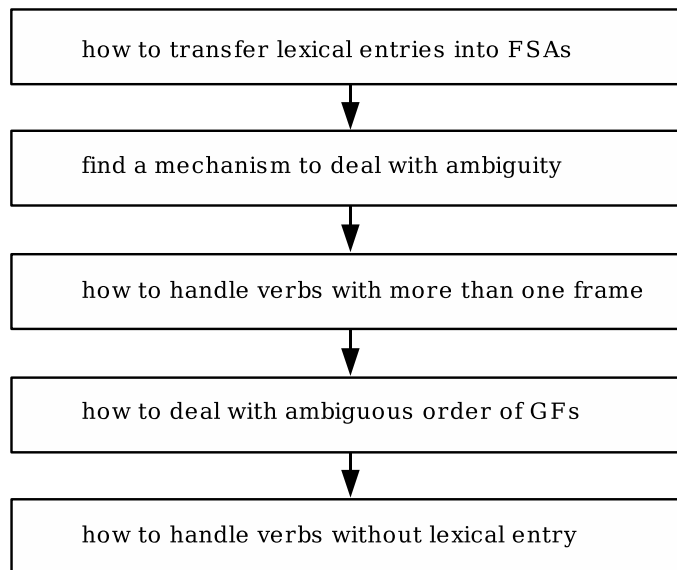 how to transfer lexical entries into FSAs
find a mechanism to deal with ambiguity
how to handle verbs with more than one frame
how to deal with ambiguous order of GFs
how to handle verbs without lexical entry